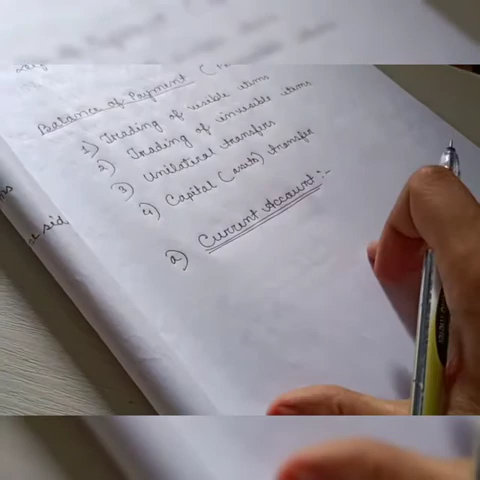 Balance of Payment (
1) Trading of visible items
2) Trading of invisible items
3) Unilateral transfers
4) Capital (assets) transfer
a) Current Account :-